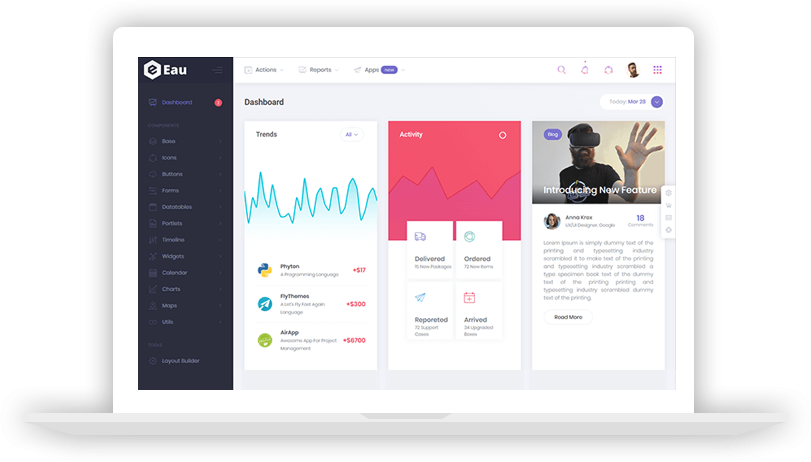 Eau
Actions
Reports
Apps
new
Dashboard
2
COMPONENTS
Base
Icons
Buttons
Forms
Datatables
Portlets
Timeline
Widgets
Calendar
Charts
Maps
Utils
Layout Builder
Dashboard
Today: Mar 28
Trends
All
Phyton
A Programming Language
+$17
FlyThemes
A Let's Fly Fast Again
Language
+$300
AirApp
Awesome App For Project
Management
+$6700
Activity
Delivered
15 New Packages
Ordered
72 New Items
Reporeted
72 Support
Cases
Arrived
34 Upgraded
Boxes
Blog
Introducing New Feature
Anna Krox
UX/UI Designer, Google
18
Comments
Lorem Ipsum is simply dummy text of the
printing and typesetting industry
scrambled it to make text of the printing
and typesetting industry scrambled a
type specimen book text of the dummy
text of the printing printing and
typesetting industry scrambled dummy
text of the printing.
Read More